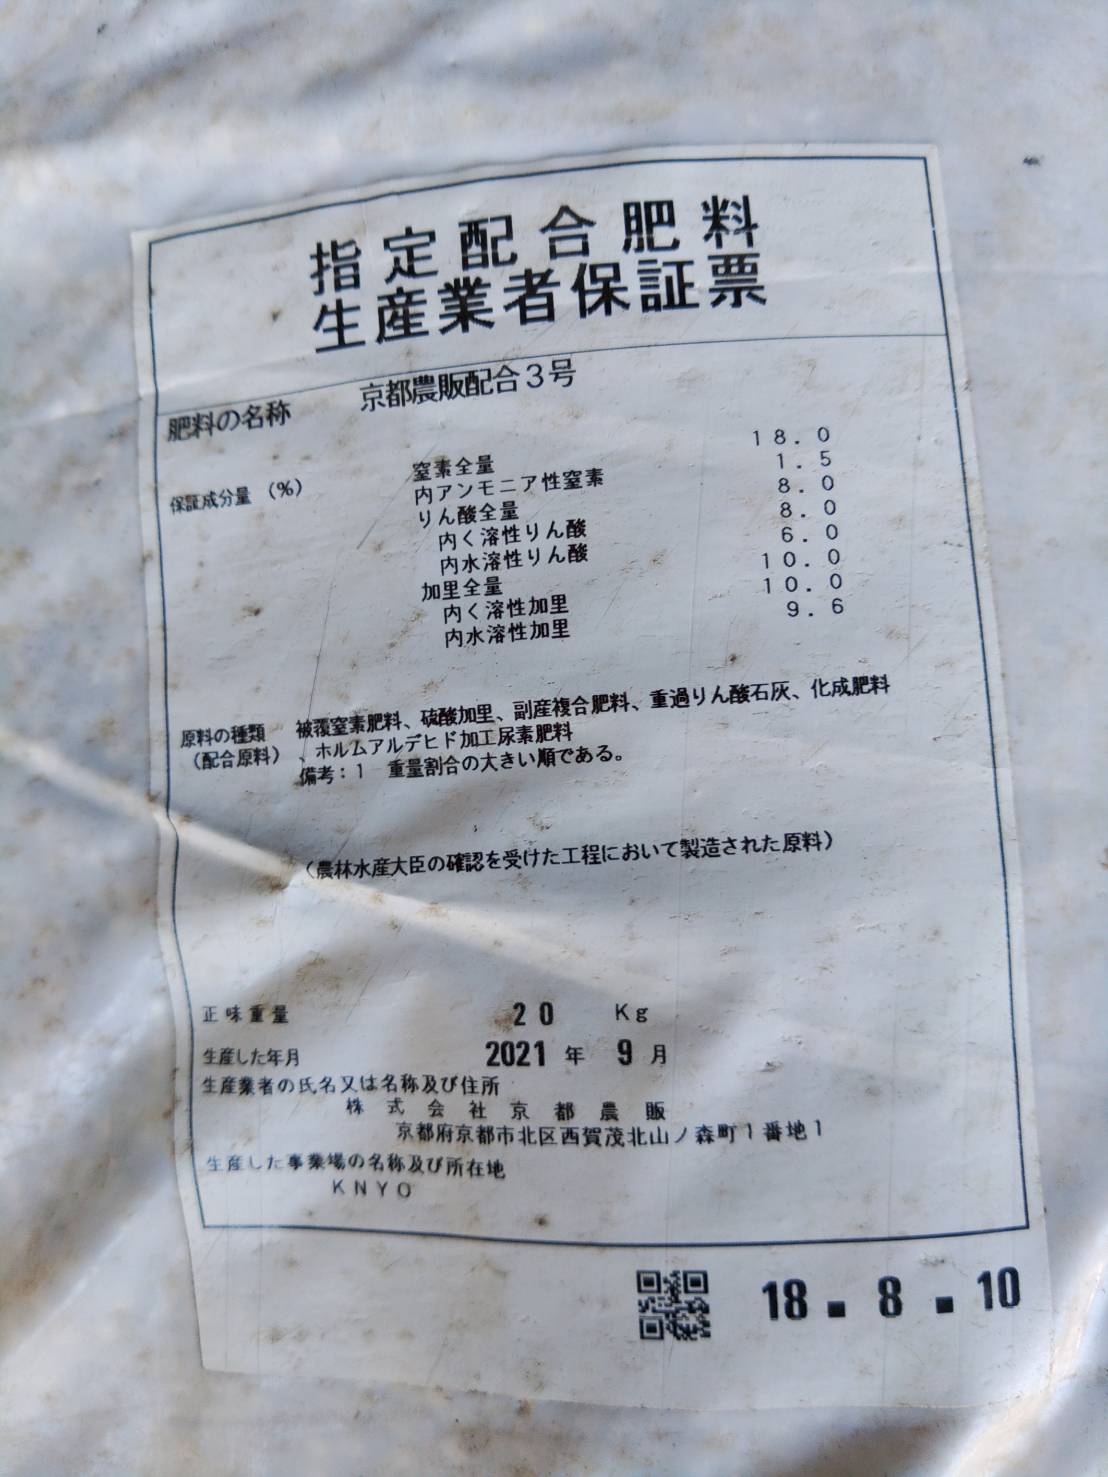 指定配合肥料
生産業者保証票
肥料の名称 京都農販配合3号
保証成分量 (%) 窒素全量 18.0
内アンモニア性窒素 1.5
りん酸全量 8.0
内く溶性りん酸 8.0
内水溶性りん酸 6.0
加里全量 10.0
内く溶性加里 10.0
内水溶性加里 9.6
原料の種類 被覆窒素肥料、硫酸加里、副産複合肥料、重過りん酸石灰、化成肥料
(配合原料) 、ホルムアルデヒド加工尿素肥料
備考:1 重量割合の大きい順である。
(農林水産大臣の確認を受けた工程において製造された原料)
正味重量 20 Kg
生産した年月 2021年 9月
生産業者の氏名又は名称及び住所
株式会社京都農販
京都府京都市北区西賀茂北山ノ森町1番地1
生産した事業場の名称及び所在地
KNYO
18.8.10